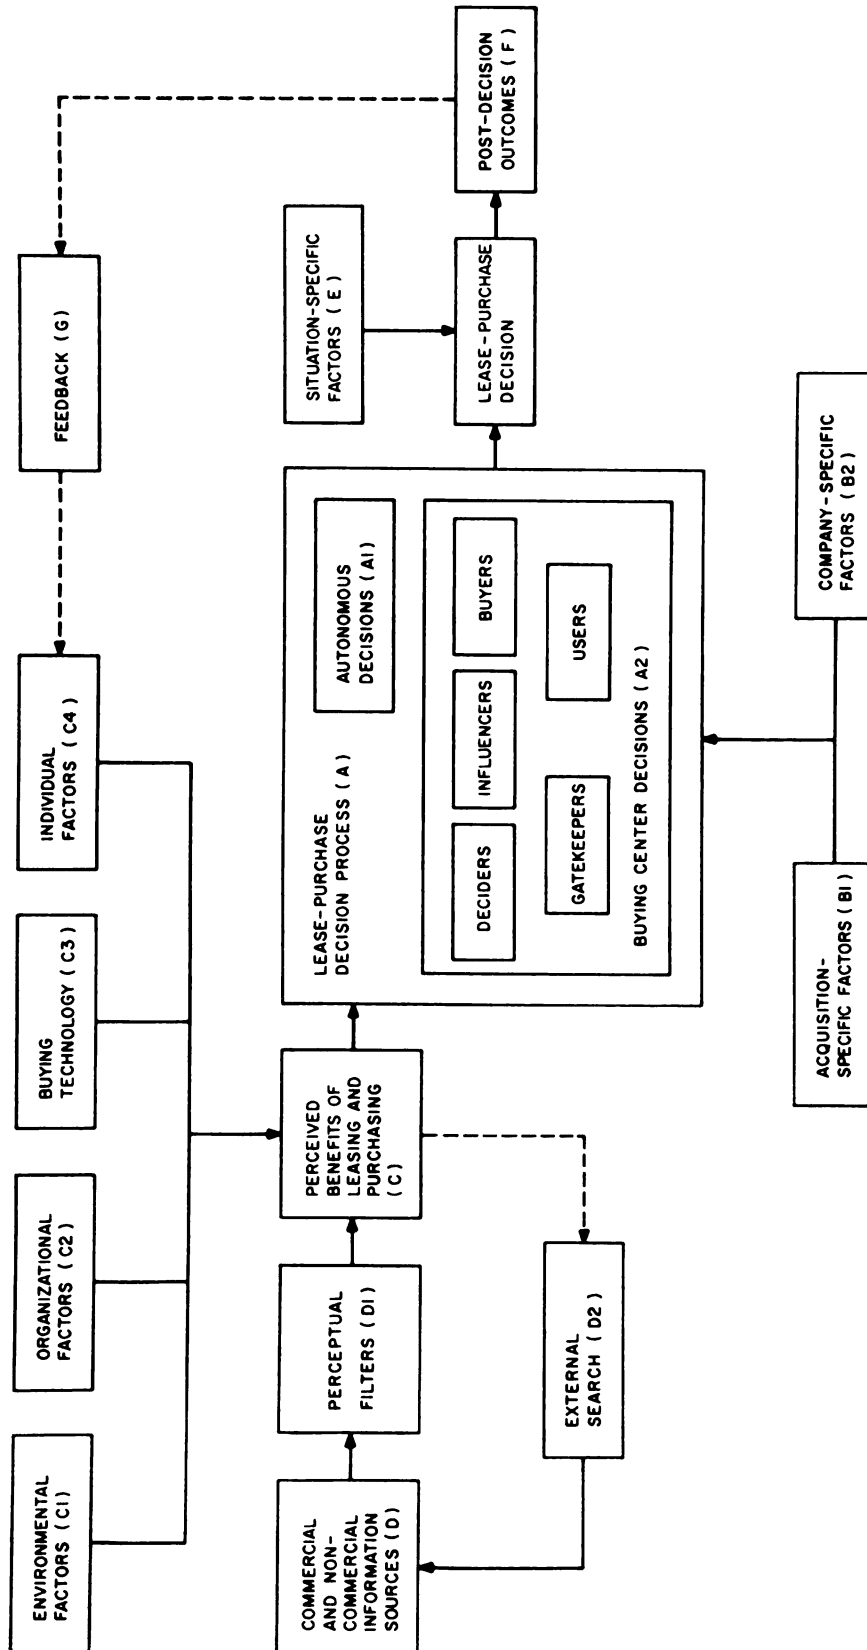 ENVIRONMENTAL
FACTORS (C1)
ORGANIZATIONAL
FACTORS (C2)
BUYING
TECHNOLOGY (C3)
INDIVIDUAL
FACTORS (C4)
FEEDBACK (G)
COMMERCIAL
AND NON-
COMMERCIAL
INFORMATION
SOURCES (D)
PERCEPTUAL
FILTERS (D1)
PERCEIVED
BENEFITS OF
LEASING AND
PURCHASING
(C)
LEASE-PURCHASE
DECISION PROCESS (A)
AUTONOMOUS
DECISIONS (A1)
DECIDERS
INFLUENCERS
BUYERS
GATEKEEPERS
USERS
BUYING CENTER DECISIONS (A2)
SITUATION-SPECIFIC
FACTORS (E)
LEASE-PURCHASE
DECISION
POST-DECISION
OUTCOMES (F)
EXTERNAL
SEARCH (D2)
ACQUISITION-
SPECIFIC FACTORS (B1)
COMPANY-SPECIFIC
FACTORS (B2)